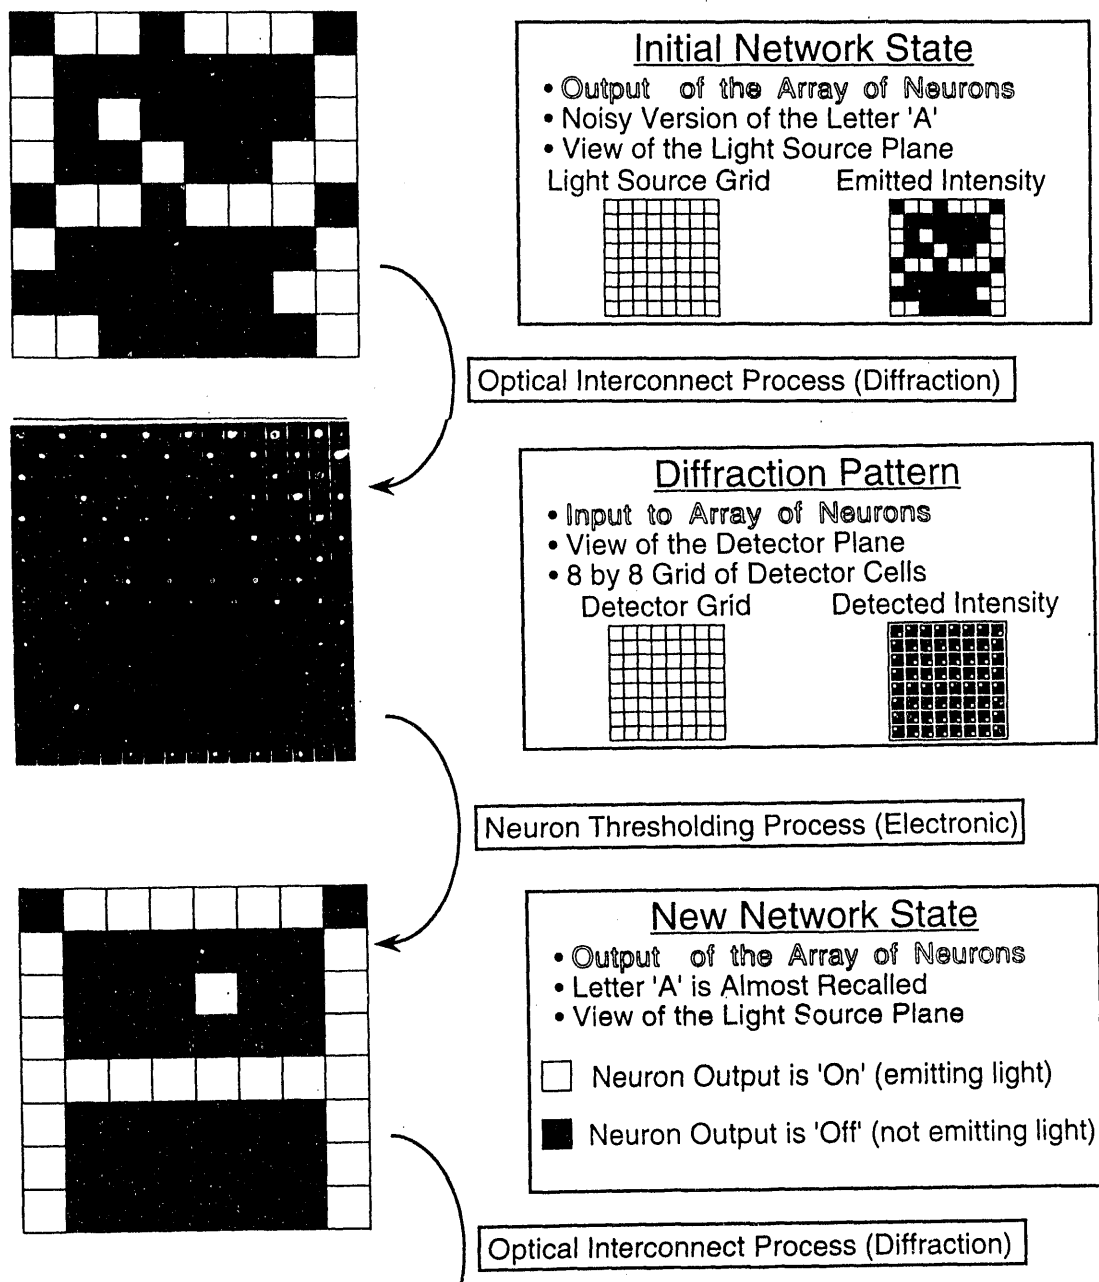 Initial Network State
• Output of the Array of Neurons
• Noisy Version of the Letter 'A'
• View of the Light Source Plane
Light Source Grid Emitted Intensity
Optical Interconnect Process (Diffraction)
Diffraction Pattern
• Input to Array of Neurons
• View of the Detector Plane
• 8 by 8 Grid of Detector Cells
Detector Grid Detected Intensity
Neuron Thresholding Process (Electronic)
New Network State
• Output of the Array of Neurons
• Letter 'A' is Almost Recalled
• View of the Light Source Plane
Neuron Output is 'On' (emitting light)
Neuron Output is 'Off' (not emitting light)
Optical Interconnect Process (Diffraction)